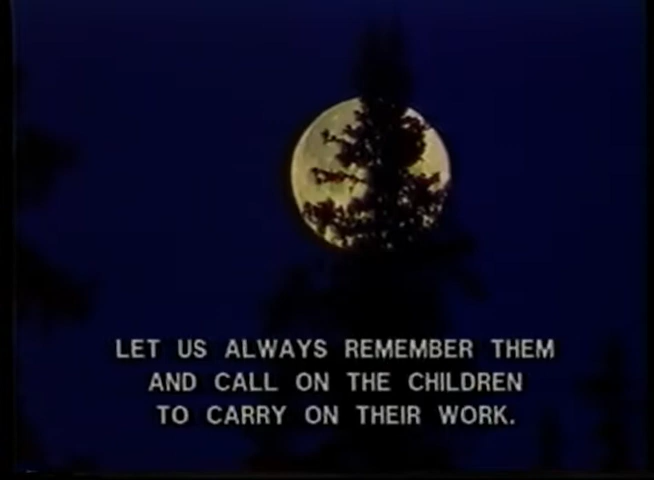 LET US ALWAYS REMEMBER THEM
AND CALL ON THE CHILDREN
TO CARRY ON THEIR WORK.